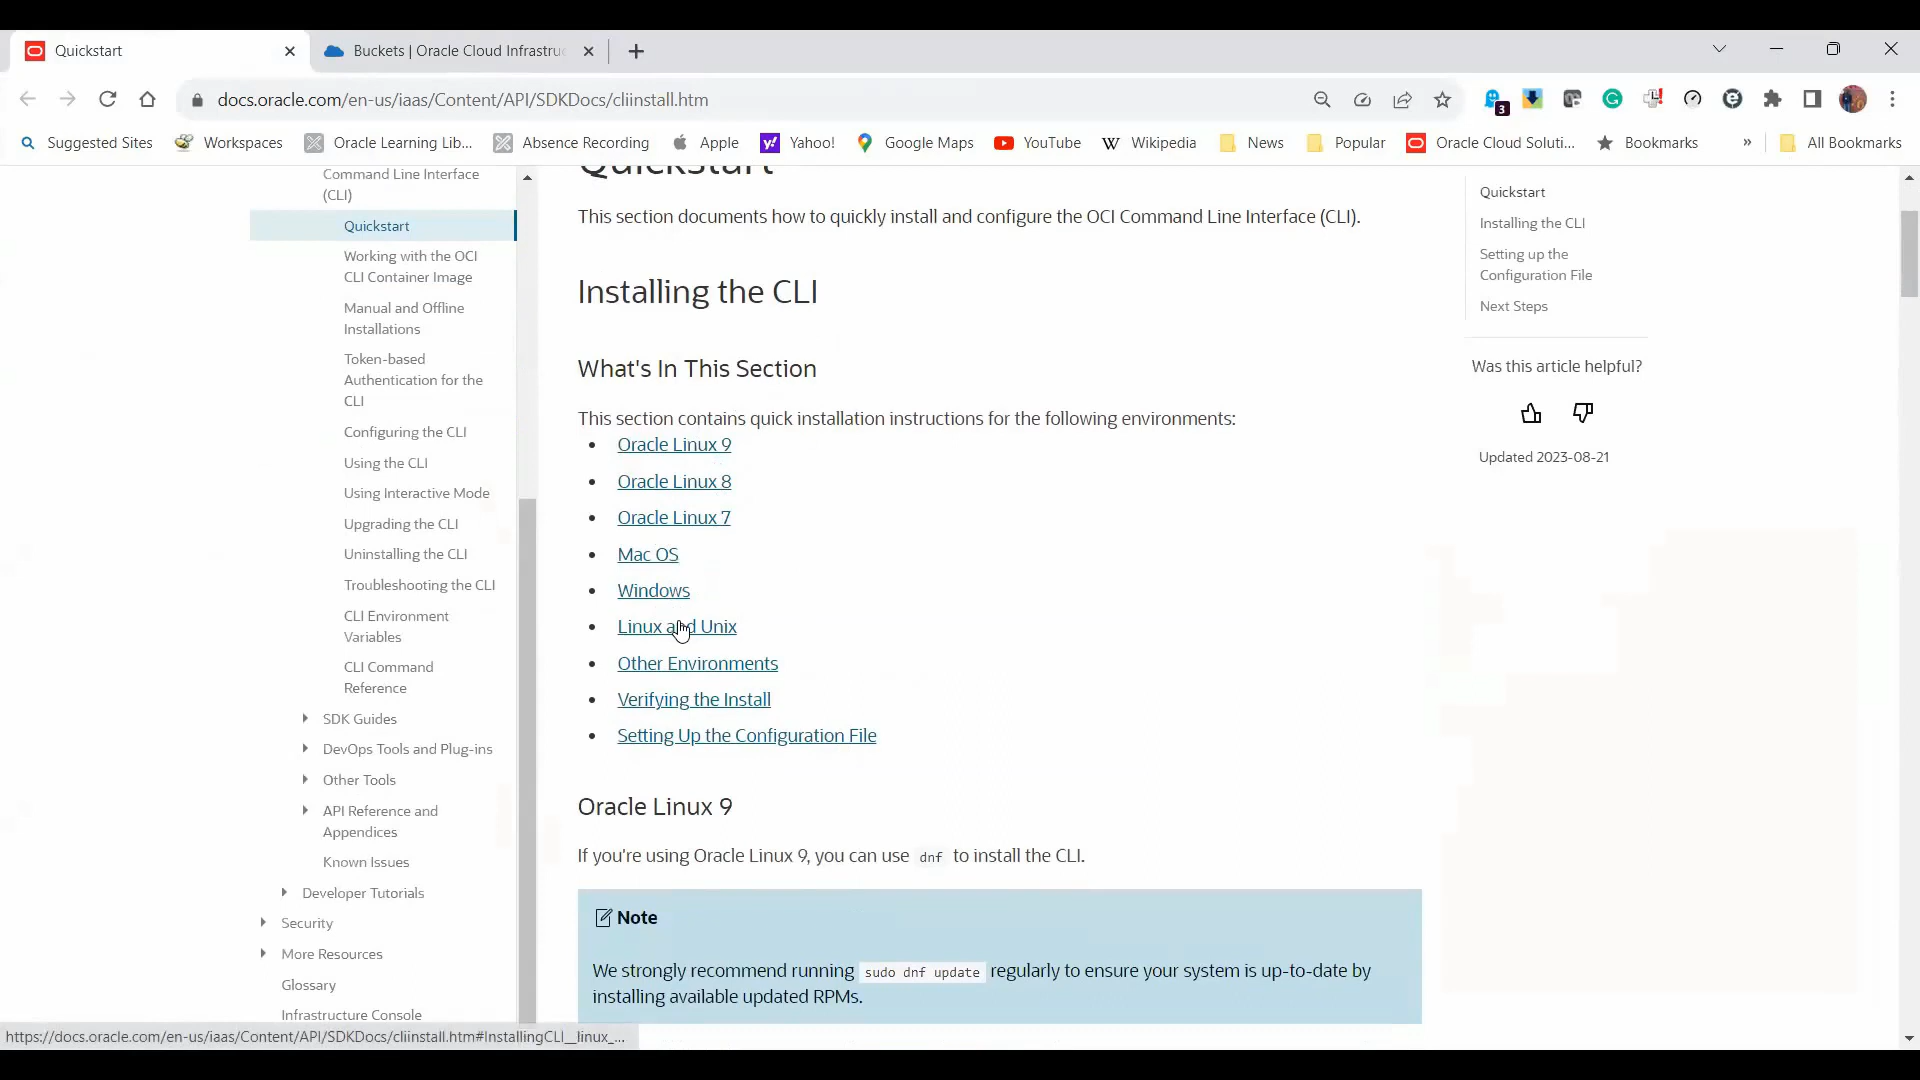 Quickstart
Buckets | Oracle Cloud Infrastru
docs.oracle.com/en-us/iaas/Content/API/SDKDocs/cliinstall.htm
3
Suggested Sites
Workspaces
Oracle Learning Lib...
Absence Recording
Apple
Yahoo!
Google Maps
YouTube
Wikipedia
News
Popular
Oracle Cloud Soluti...
Bookmarks
»
All Bookmarks
Command Line Interface
(CLI)
Quickstart
Working with the OCI
CLI Container Image
Manual and Offline
Installations
Token-based
Authentication for the
CLI
Configuring the CLI
Using the CLI
Using Interactive Mode
Upgrading the CLI
Uninstalling the CLI
Troubleshooting the CLI
CLI Environment
Variables
CLI Command
Reference
SDK Guides
DevOps Tools and Plug-ins
Other Tools
API Reference and
Appendices
Known Issues
Developer Tutorials
Security
More Resources
Glossary
Infrastructure Console
Quickstart
This section documents how to quickly install and configure the OCI Command Line Interface (CLI).
Installing the CLI
What's In This Section
This section contains quick installation instructions for the following environments:
• Oracle Linux 9
• Oracle Linux 8
• Oracle Linux 7
• Mac OS
• Windows
• Linux and Unix
• Other Environments
• Verifying the Install
• Setting Up the Configuration File
Oracle Linux 9
If you're using Oracle Linux 9, you can use dnf to install the CLI.
Note
We strongly recommend running sudo dnf update regularly to ensure your system is up-to-date by
installing available updated RPMs.
Quickstart
Installing the CLI
Setting up the
Configuration File
Next Steps
Was this article helpful?
Updated 2023-08-21
https://docs.oracle.com/en-us/iaas/Content/API/SDKDocs/cliinstall.htm#InstallingCLI__linux_...